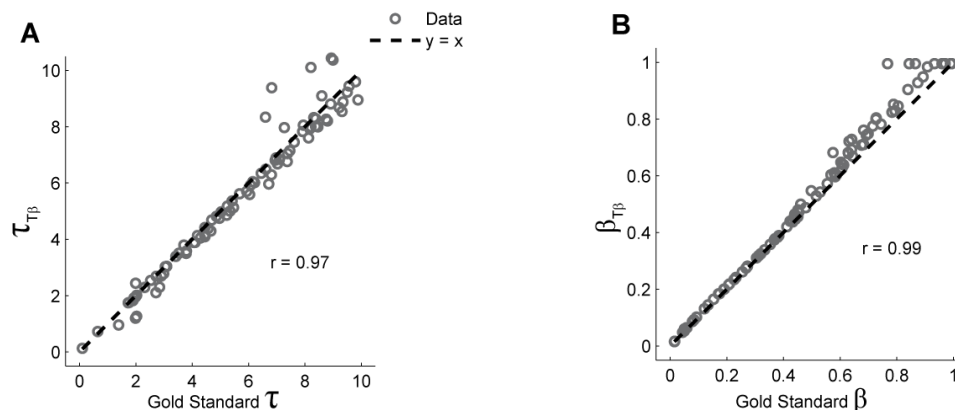 A
Data
y = x
10
8
6
4
2
0
τTβ
r = 0.97
0 2 4 6 8 10
Gold Standard τ
B
1
0.8
0.6
0.4
0.2
0
βTβ
r = 0.99
0 0.2 0.4 0.6 0.8 1
Gold Standard β